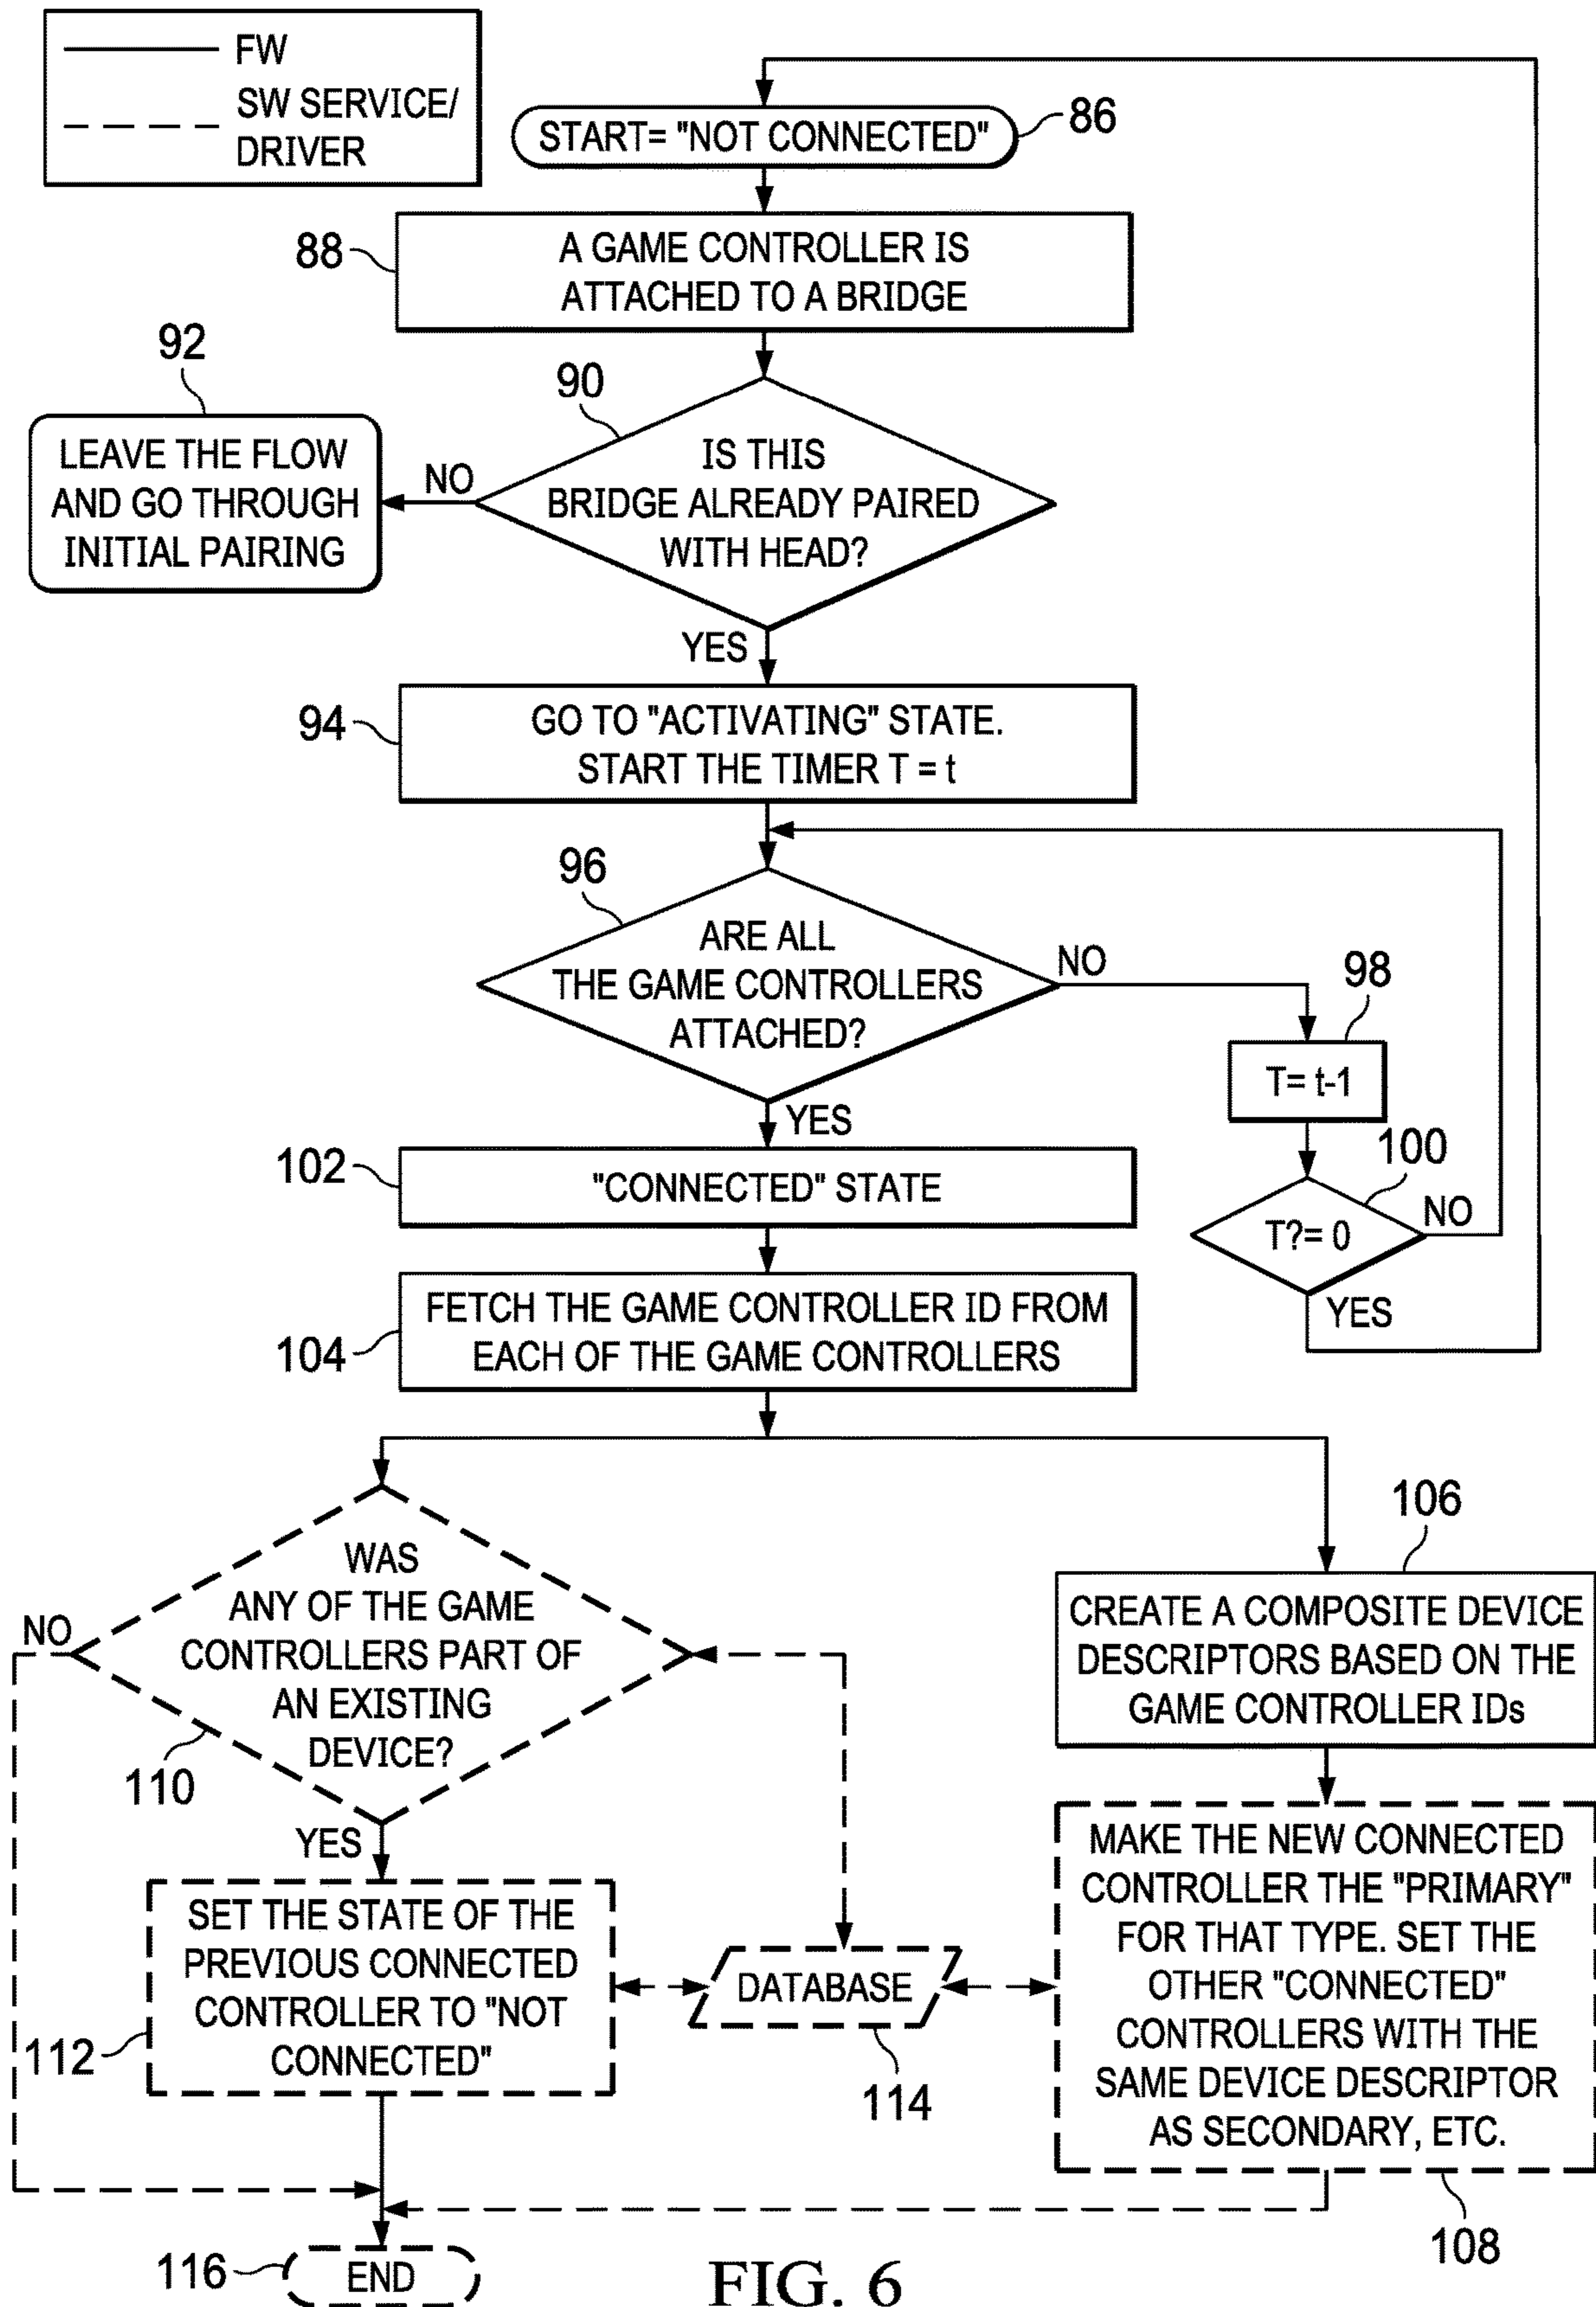 FW
SW SERVICE/
DRIVER
START= "NOT CONNECTED"
86
88
A GAME CONTROLLER IS
ATTACHED TO A BRIDGE
92
90
LEAVE THE FLOW
AND GO THROUGH
INITIAL PAIRING
NO
IS THIS
BRIDGE ALREADY PAIRED
WITH HEAD?
YES
94
GO TO "ACTIVATING" STATE.
START THE TIMER T = t
96
ARE ALL
THE GAME CONTROLLERS
ATTACHED?
NO
98
T= t-1
YES
100
102
"CONNECTED" STATE
T?= 0
NO
YES
104
FETCH THE GAME CONTROLLER ID FROM
EACH OF THE GAME CONTROLLERS
106
WAS
ANY OF THE GAME
CONTROLLERS PART OF
AN EXISTING
DEVICE?
NO
110
YES
CREATE A COMPOSITE DEVICE
DESCRIPTORS BASED ON THE
GAME CONTROLLER IDs
SET THE STATE OF THE
PREVIOUS CONNECTED
CONTROLLER TO "NOT
CONNECTED"
112
DATABASE
114
MAKE THE NEW CONNECTED
CONTROLLER THE "PRIMARY"
FOR THAT TYPE. SET THE
OTHER "CONNECTED"
CONTROLLERS WITH THE
SAME DEVICE DESCRIPTOR
AS SECONDARY, ETC.
108
116
END
FIG. 6